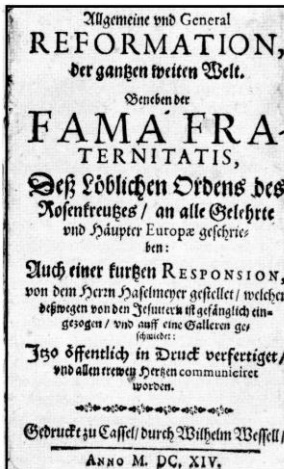 Allgemeine vnd General
REFORMATION,
der gantzen weiten Welt.
Beneben der
FAMA FRA-
TERNITATIS,
Deß Löblichen Ordens des
Rosenkreutzes / an alle Gelehrte
vnd Häupter Europæ geschrie-
ben:
Auch einer kurtzen RESPONSION,
von dem Herrn Haselmeyer gestellet / welcher
deßwegen von den Jesuitern ist gefänglich ein-
gezogen / vnd auff eine Galleren ge-
schmiedet:
Itzo öffentlich in Druck verfertiget /
vnd allen trewen Hertzen communiciret
worden.
Gedruckt zu Cassel / durch Wilhelm Wessell /
ANNO M. DC. XIV.